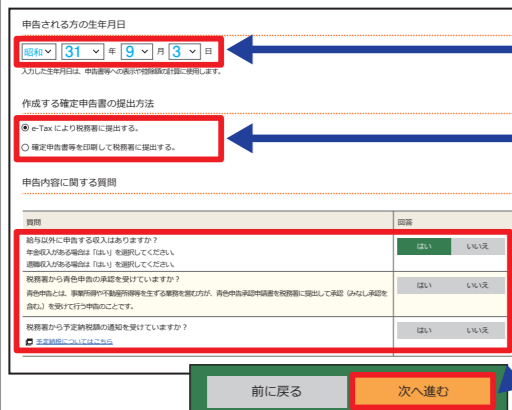 申告される方の生年月日
昭和 31 年 9 月 3 日
入力した生年月日は、申告書等への表示や控除額の計算に使用します。
作成する確定申告書の提出方法
e-Tax により税務署に提出する。
確定申告書等を印刷して税務署に提出する。
申告内容に関する質問
質問 回答
給与以外に申告する収入はありますか？ はい いいえ
年金収入がある場合は「はい」を選択してください。
退職収入がある場合は「はい」を選択してください。
税務署から青色申告の承認を受けていますか？ はい いいえ
青色申告とは、事業所得や不動産所得等を生ずる業務を営む方が、青色申告承認申請書を税務署に提出して承認（みなし承認を
含む。）を受けて行う申告のことです。
税務署から予定納税額の通知を受けていますか？ はい いいえ
予定納税についてはこちら
前に戻る 次へ進む